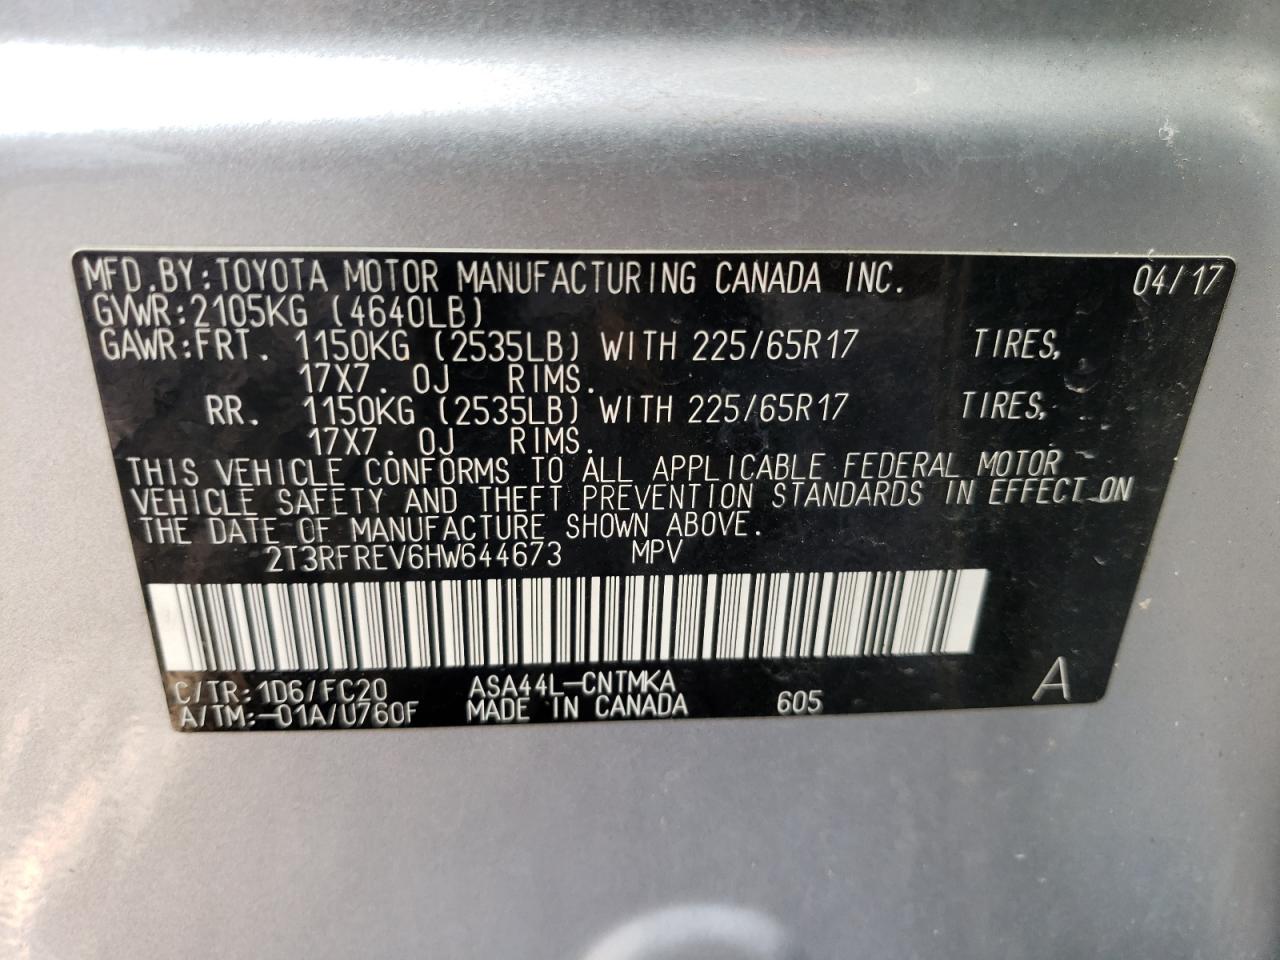 MFD.BY:TOYOTA MOTOR MANUFACTURING CANADA INC. 04/17
GVWR:2105KG (4640LB)
GAWR:FRT. 1150KG (2535LB) WITH 225/65R17 TIRES,
17X7. 0J RIMS.
RR. 1150KG (2535LB) WITH 225/65R17 TIRES,
17X7. 0J RIMS.
THIS VEHICLE CONFORMS TO ALL APPLICABLE FEDERAL MOTOR
VEHICLE SAFETY AND THEFT PREVENTION STANDARDS IN EFFECT ON
THE DATE OF MANUFACTURE SHOWN ABOVE.
2T3RFREV6HW644673 MPV
C/TR:1D6/FC20 ASA44L-CNTMKA A
A/TM:-01A/U760F MADE IN CANADA 605